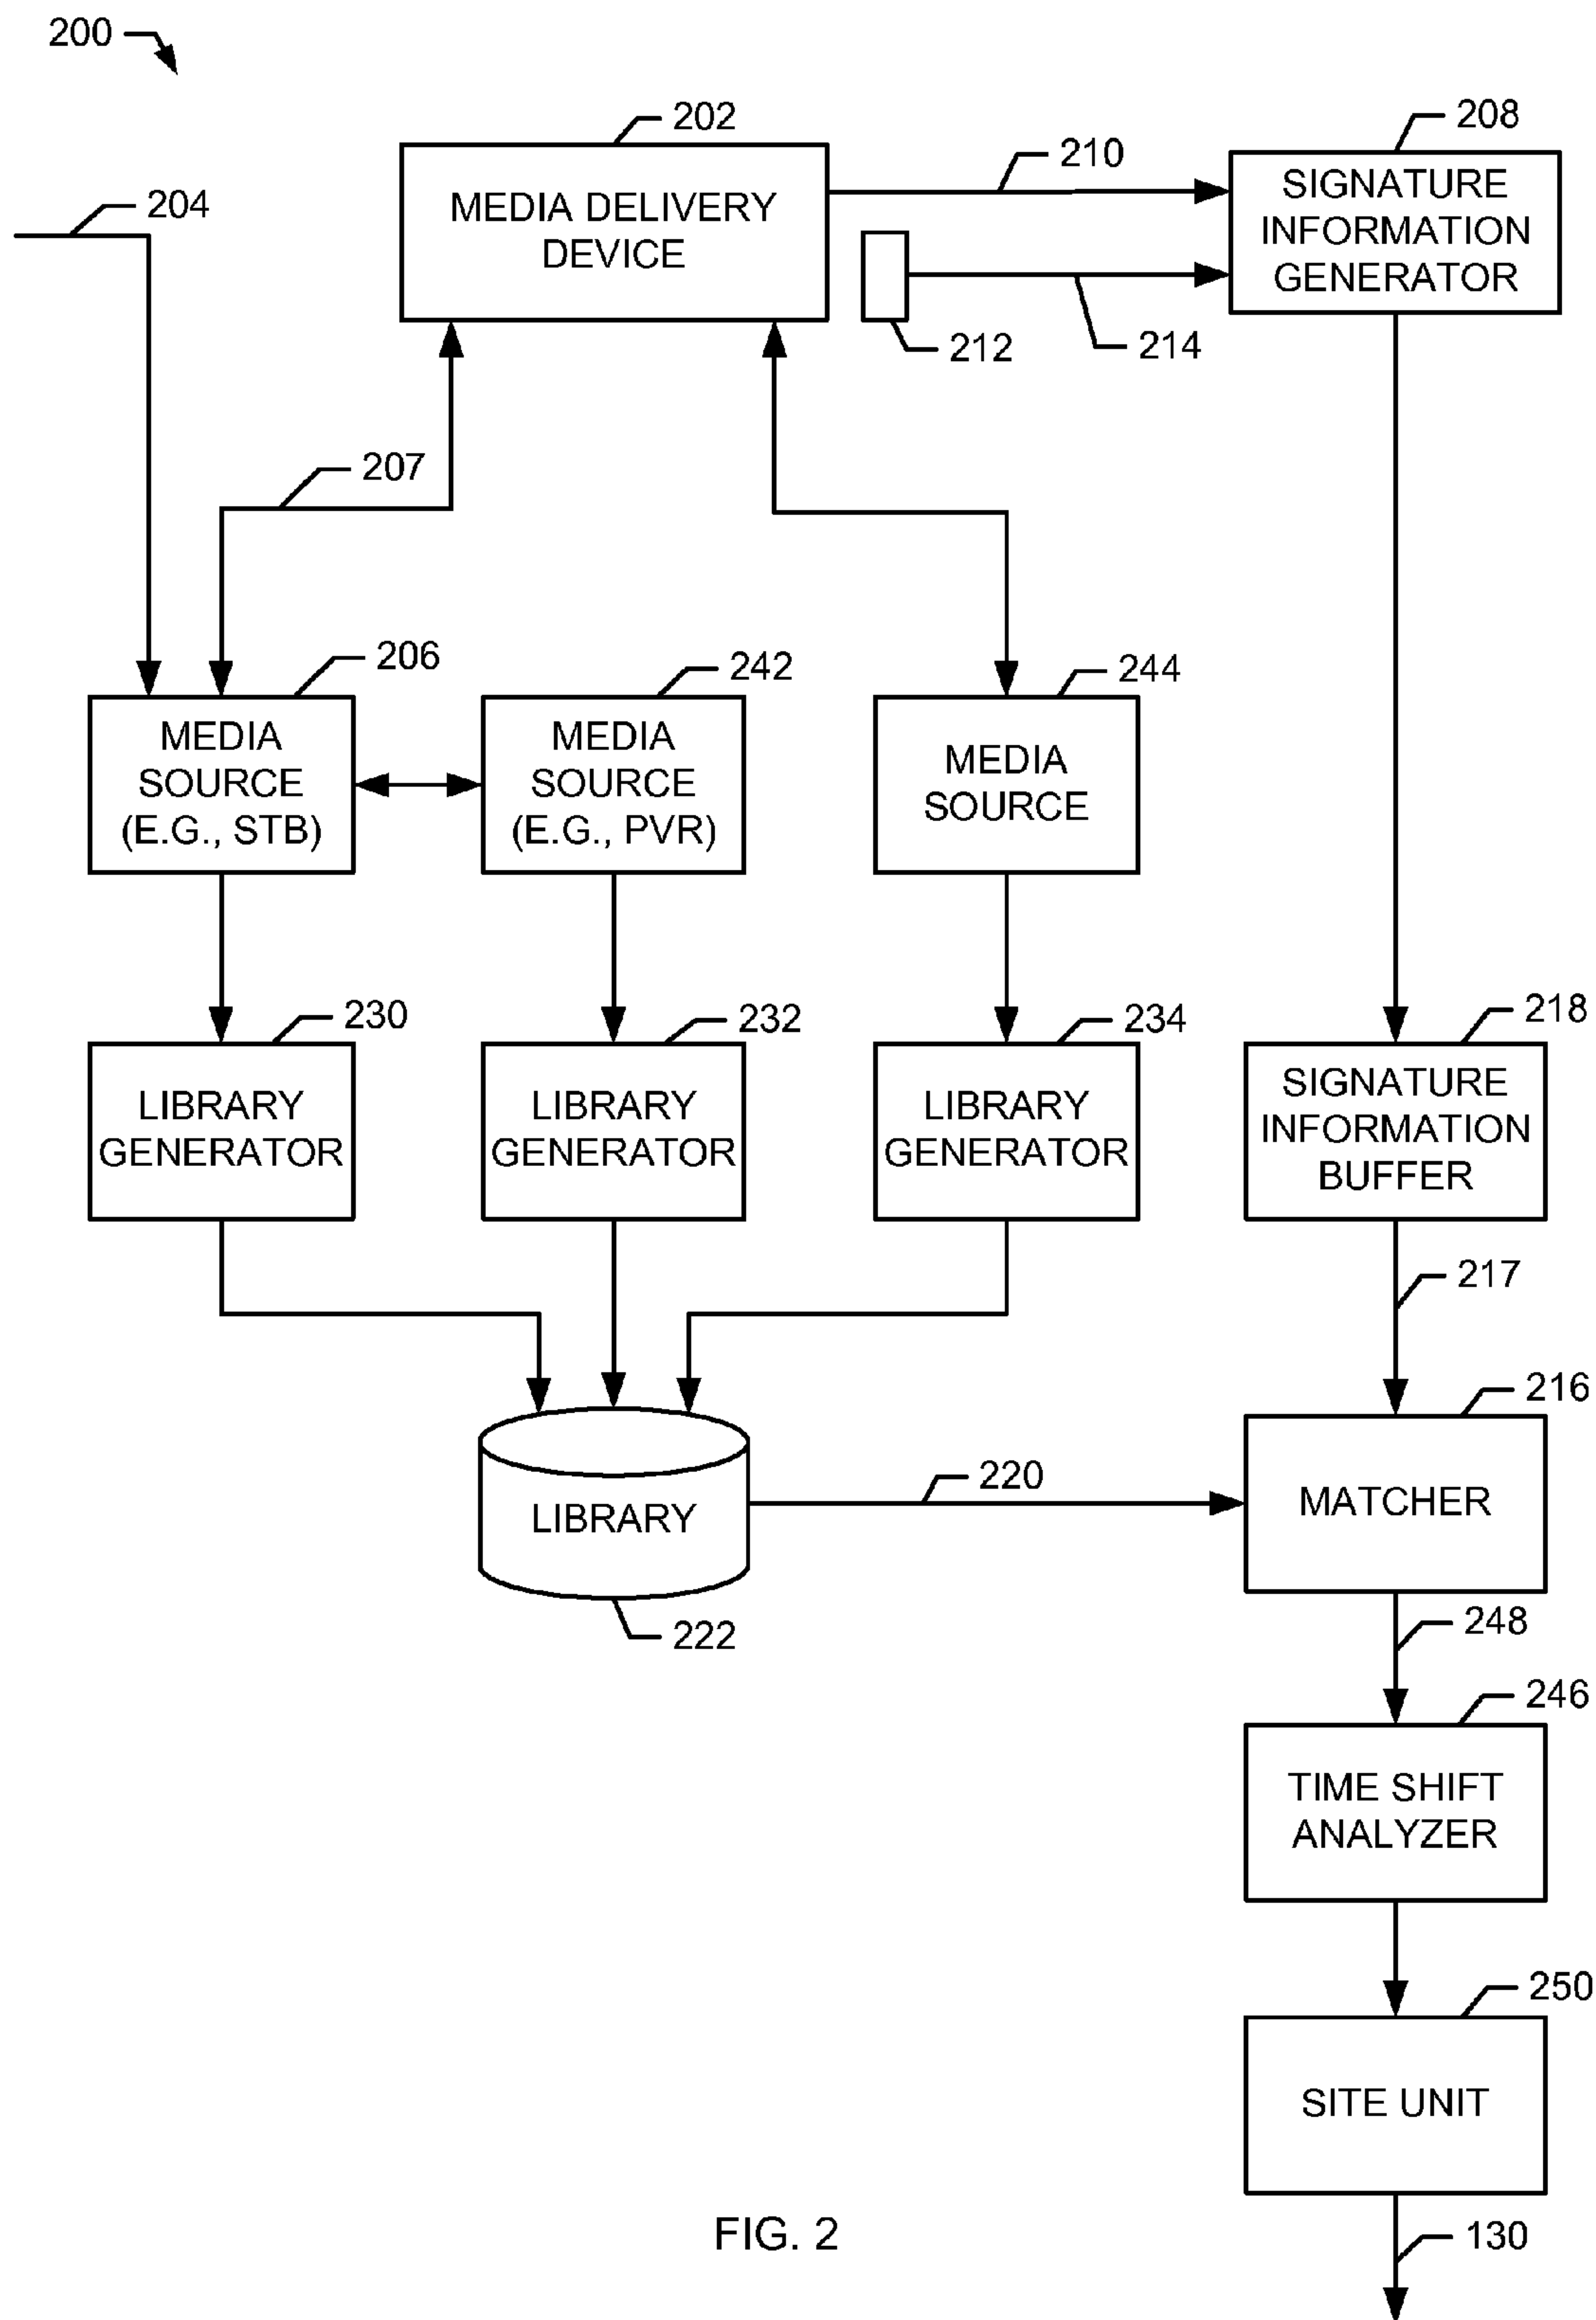 200
202
208
210
204
MEDIA DELIVERY
DEVICE
SIGNATURE
INFORMATION
GENERATOR
212
214
207
206
242
244
MEDIA
SOURCE
(E.G., STB)
MEDIA
SOURCE
(E.G., PVR)
MEDIA
SOURCE
230
232
234
218
LIBRARY
GENERATOR
LIBRARY
GENERATOR
LIBRARY
GENERATOR
SIGNATURE
INFORMATION
BUFFER
217
216
220
LIBRARY
MATCHER
222
248
246
TIME SHIFT
ANALYZER
250
SITE UNIT
FIG. 2
130